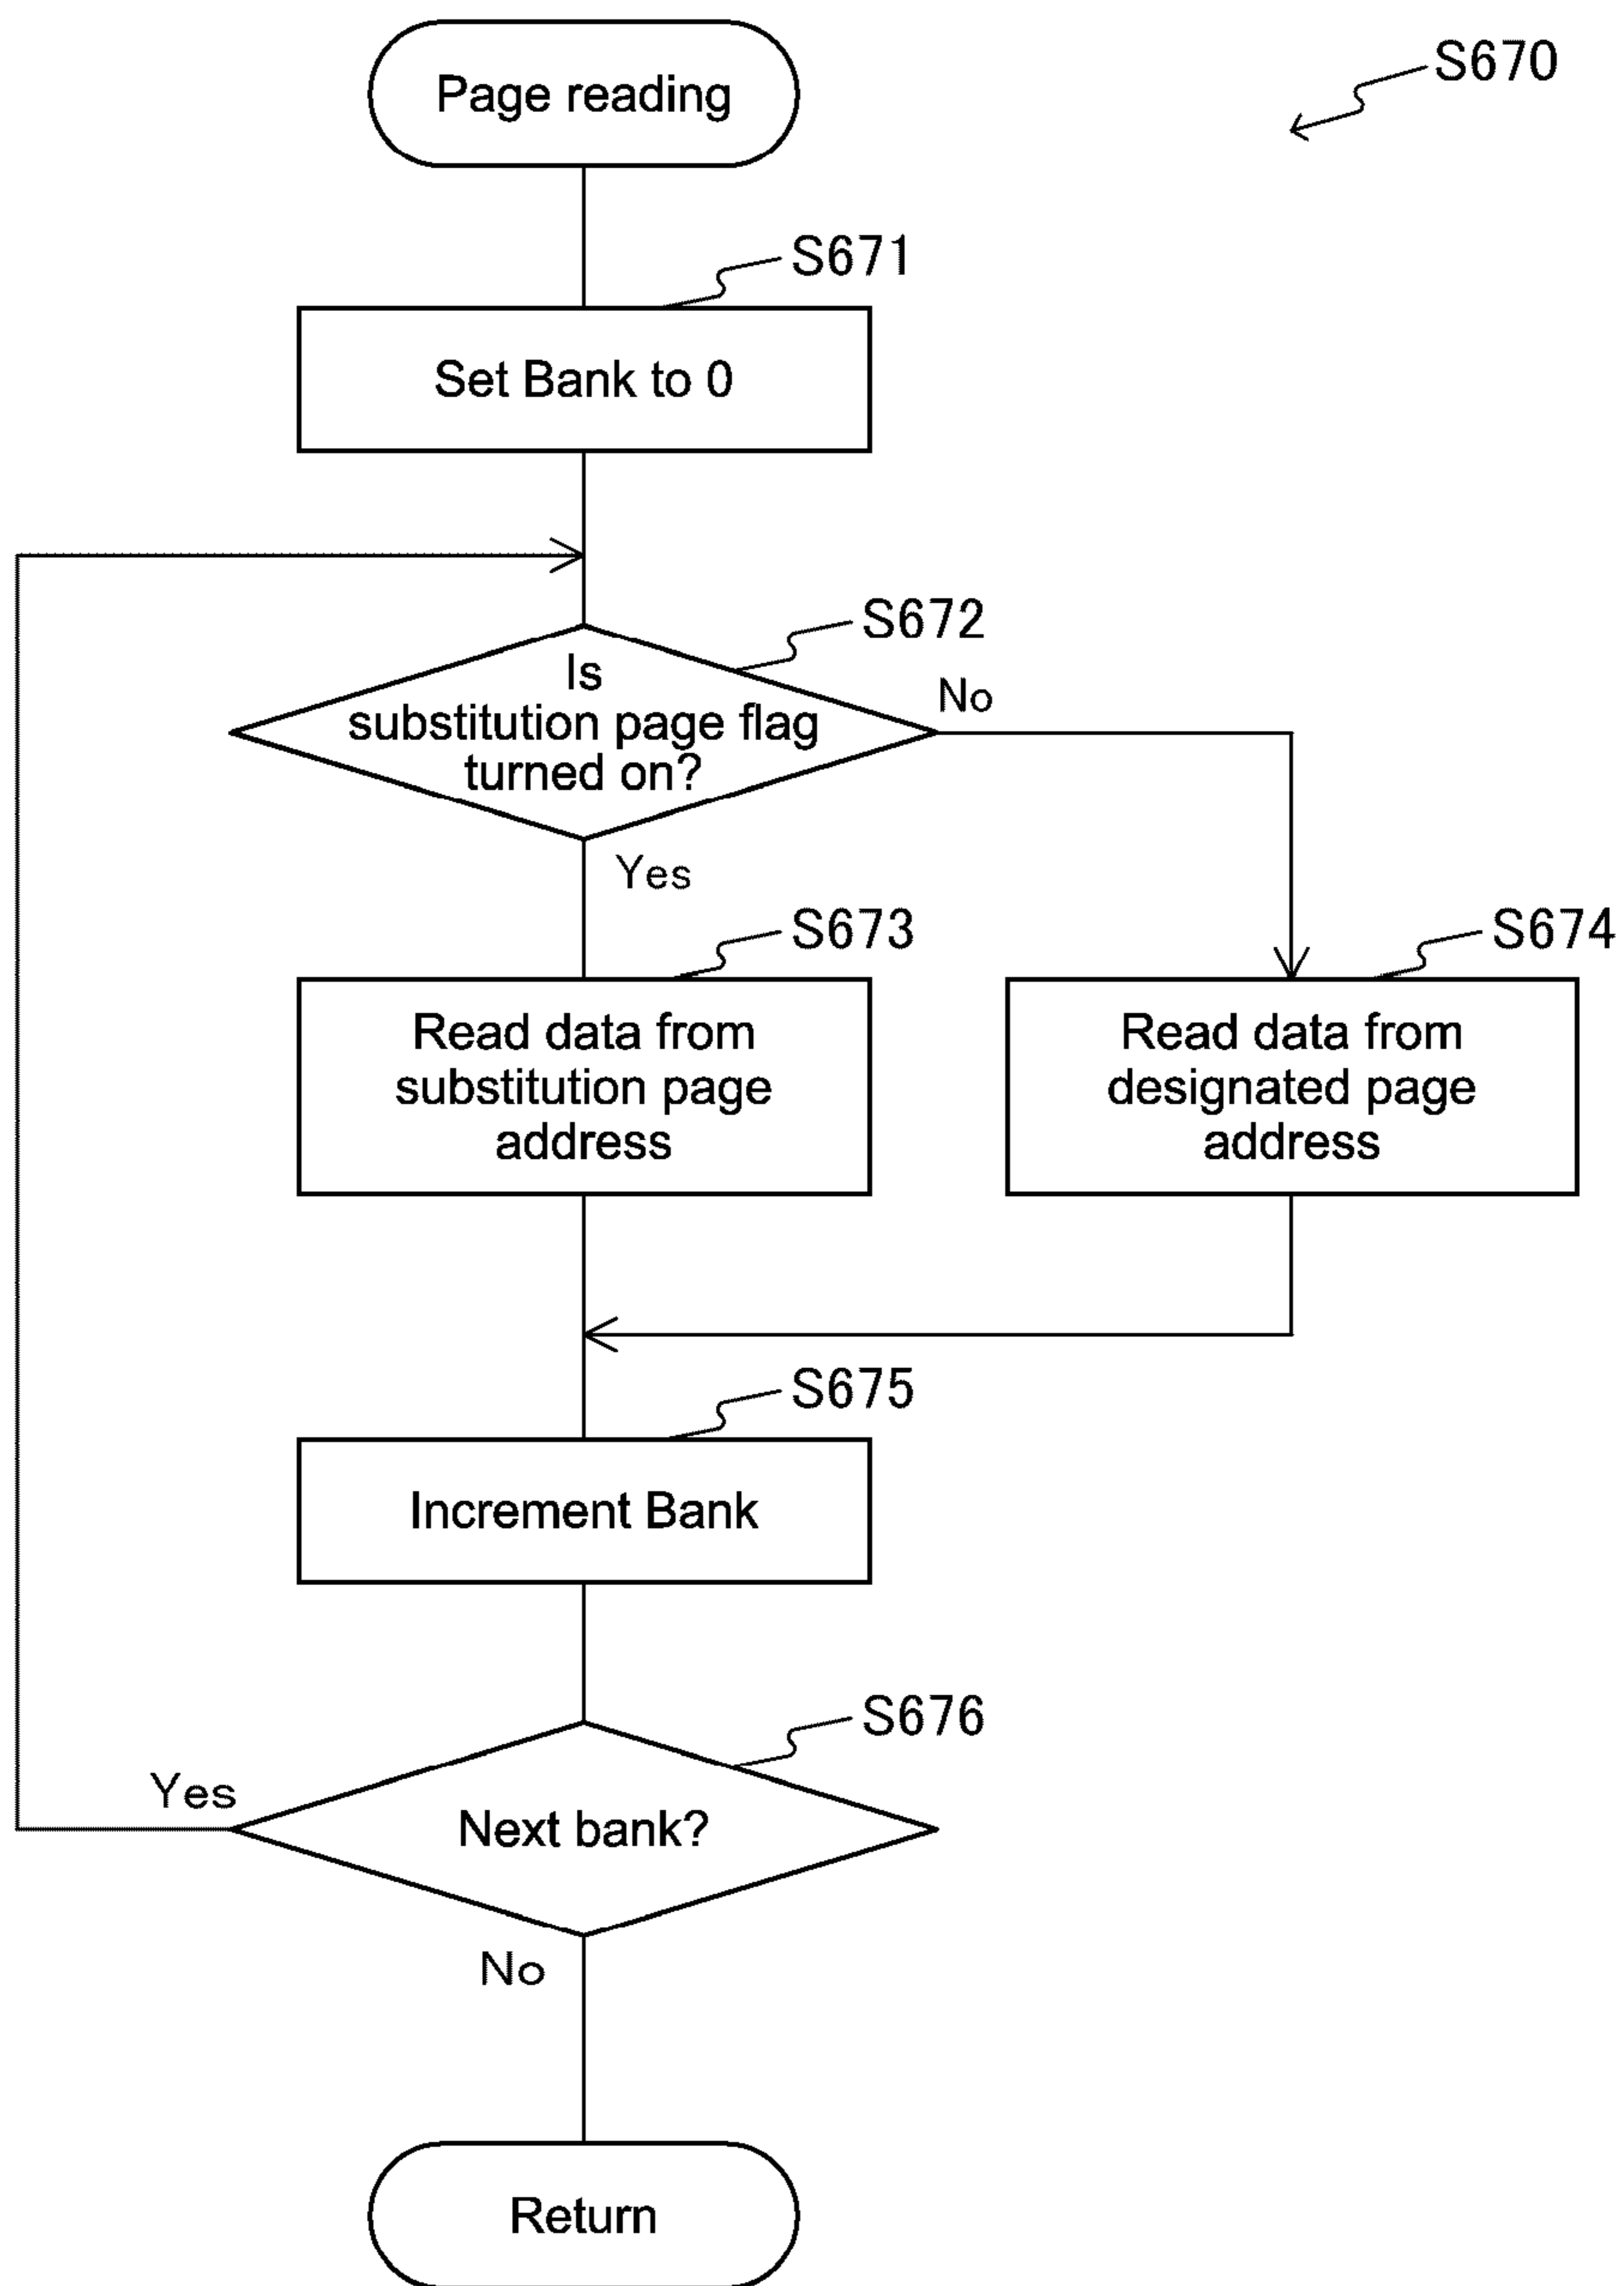 Page reading
S670
S671
Set Bank to 0
S672
Is
substitution page flag
turned on?
No
Yes
S673
S674
Read data from
substitution page
address
Read data from
designated page
address
S675
Increment Bank
S676
Yes
Next bank?
No
Return